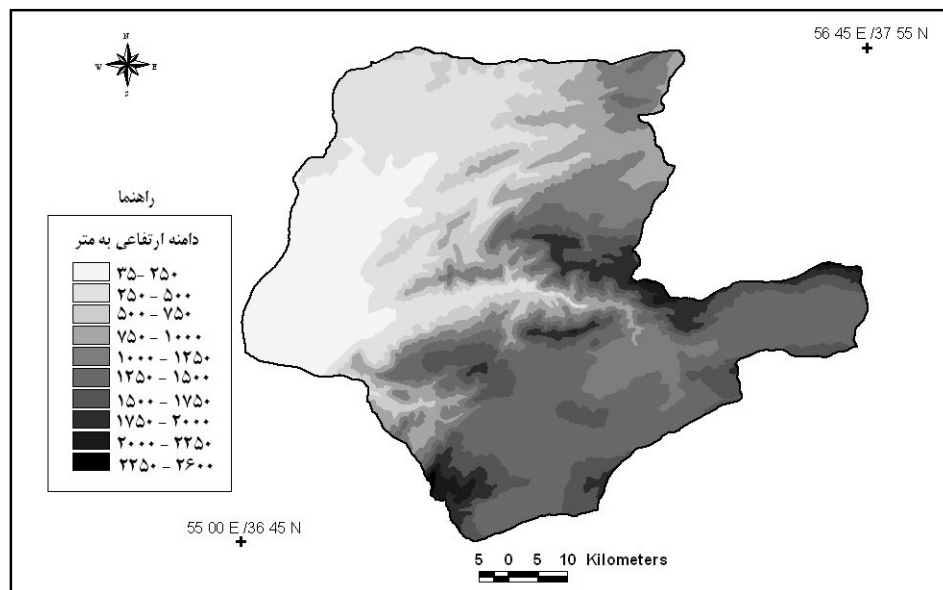 56 45 E /37 55 N
N
W E
S
راهنما
دامنه ارتفاعی به متر
۳۵ - ۲۵۰
۲۵۰ - ۵۰۰
۵۰۰ - ۷۵۰
۷۵۰ - ۱۰۰۰
۱۰۰۰ - ۱۲۵۰
۱۲۵۰ - ۱۵۰۰
۱۵۰۰ - ۱۷۵۰
۱۷۵۰ - ۲۰۰۰
۲۰۰۰ - ۲۲۵۰
۲۲۵۰ - ۲۶۰۰
55 00 E /36 45 N
5 0 5 10 Kilometers